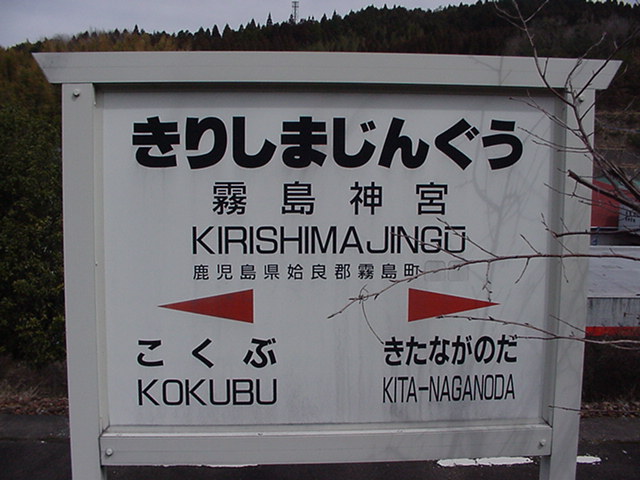 きりしまじんぐう
霧島神宮
KIRISHIMAJINGŪ
鹿児島県姶良郡霧島町
こくぶ きたながのだ
KOKUBU KITA-NAGANODA